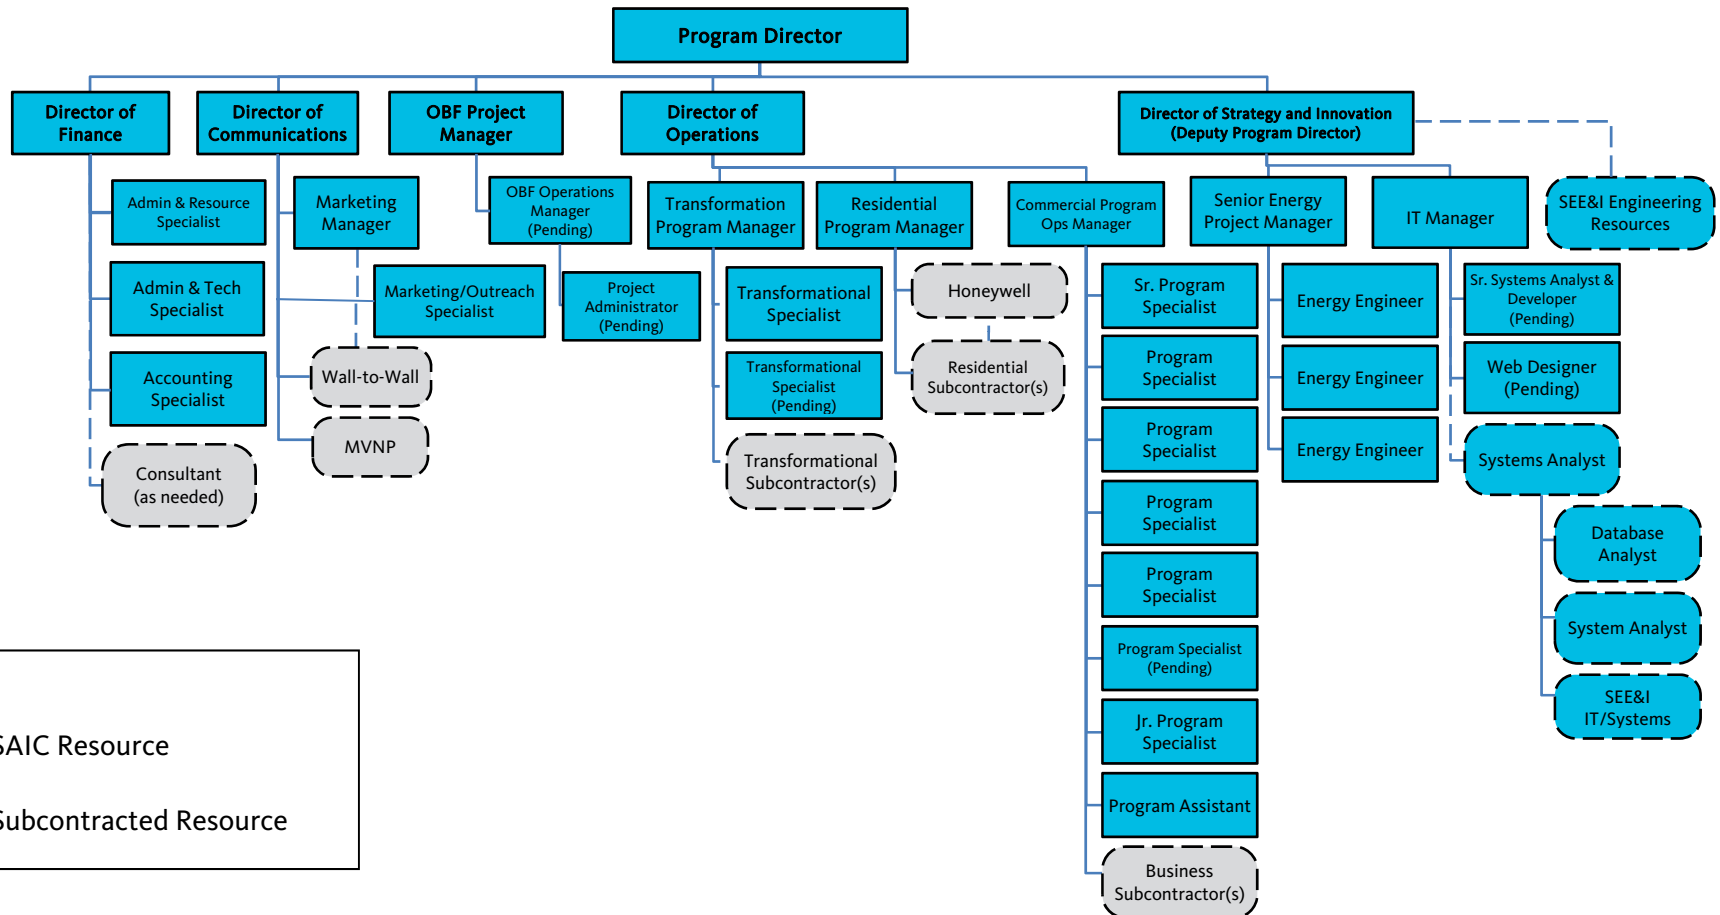 Program Director
Director of
Finance
Director of
Communications
OBF Project
Manager
Director of
Operations
Director of Strategy and Innovation
(Deputy Program Director)
Admin & Resource
Specialist
Marketing
Manager
OBF Operations
Manager
(Pending)
Transformation
Program Manager
Residential
Program Manager
Commercial Program
Ops Manager
Senior Energy
Project Manager
IT Manager
SEE&I Engineering
Resources
Admin & Tech
Specialist
Marketing/Outreach
Specialist
Project
Administrator
(Pending)
Transformational
Specialist
Honeywell
Sr. Program
Specialist
Energy Engineer
Sr. Systems Analyst &
Developer
(Pending)
Accounting
Specialist
Wall-to-Wall
Transformational
Specialist
(Pending)
Residential
Subcontractor(s)
Program
Specialist
Energy Engineer
Web Designer
(Pending)
Consultant
(as needed)
MVNP
Transformational
Subcontractor(s)
Program
Specialist
Energy Engineer
Systems Analyst
Program
Specialist
Database
Analyst
Program
Specialist
System Analyst
Program Specialist
(Pending)
SEE&I
IT/Systems
Jr. Program
Specialist
Program Assistant
Business
Subcontractor(s)
SAIC Resource
Subcontracted Resource